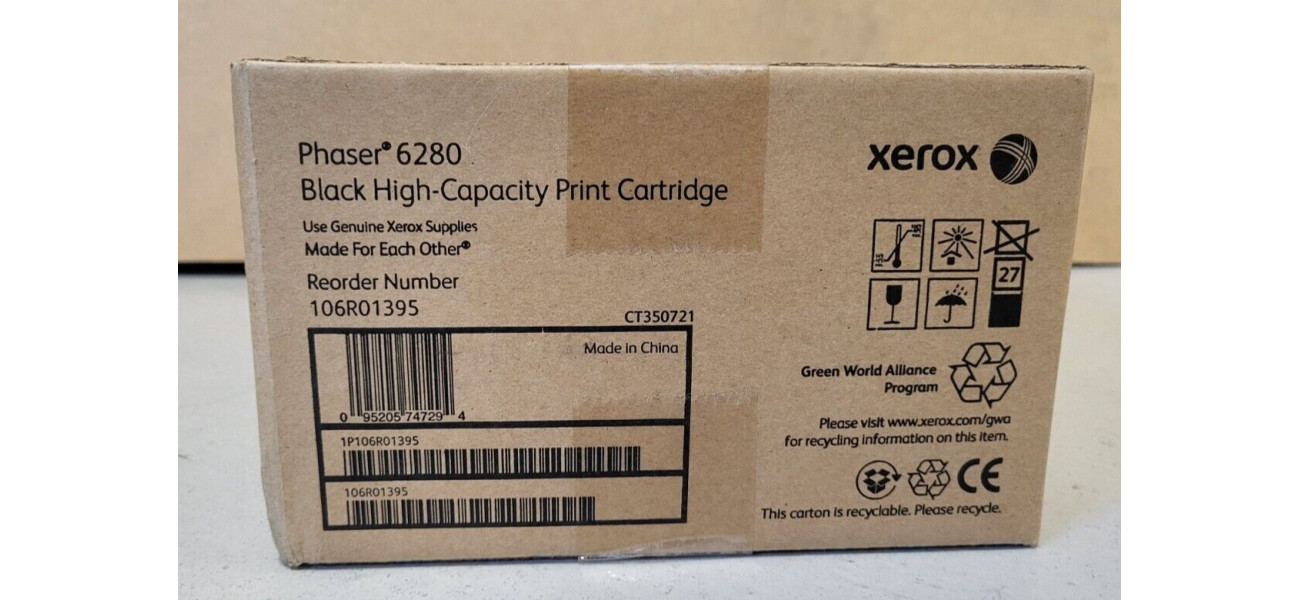 Phaser® 6280
Black High-Capacity Print Cartridge
Use Genuine Xerox Supplies
Made For Each Other®
Reorder Number
106R01395
CT350721
Made in China
0 95205 74729 4
1P106R01395
106R01395
xerox
27
Green World Alliance
Program
Please visit www.xerox.com/gwa
for recycling information on this item.
CE
This carton is recyclable. Please recycle.